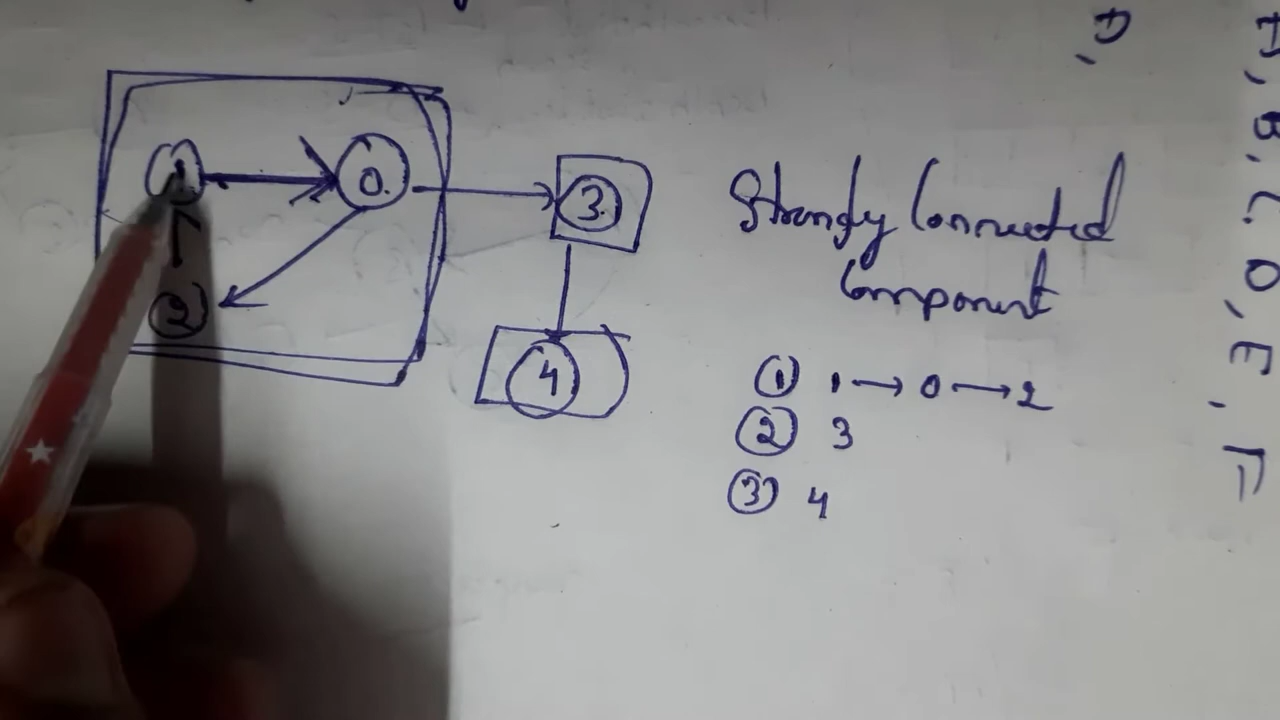 1 0 3
2
4
Strongly Connected
Component
① 1 → 0 → 2
② 3
③ 4